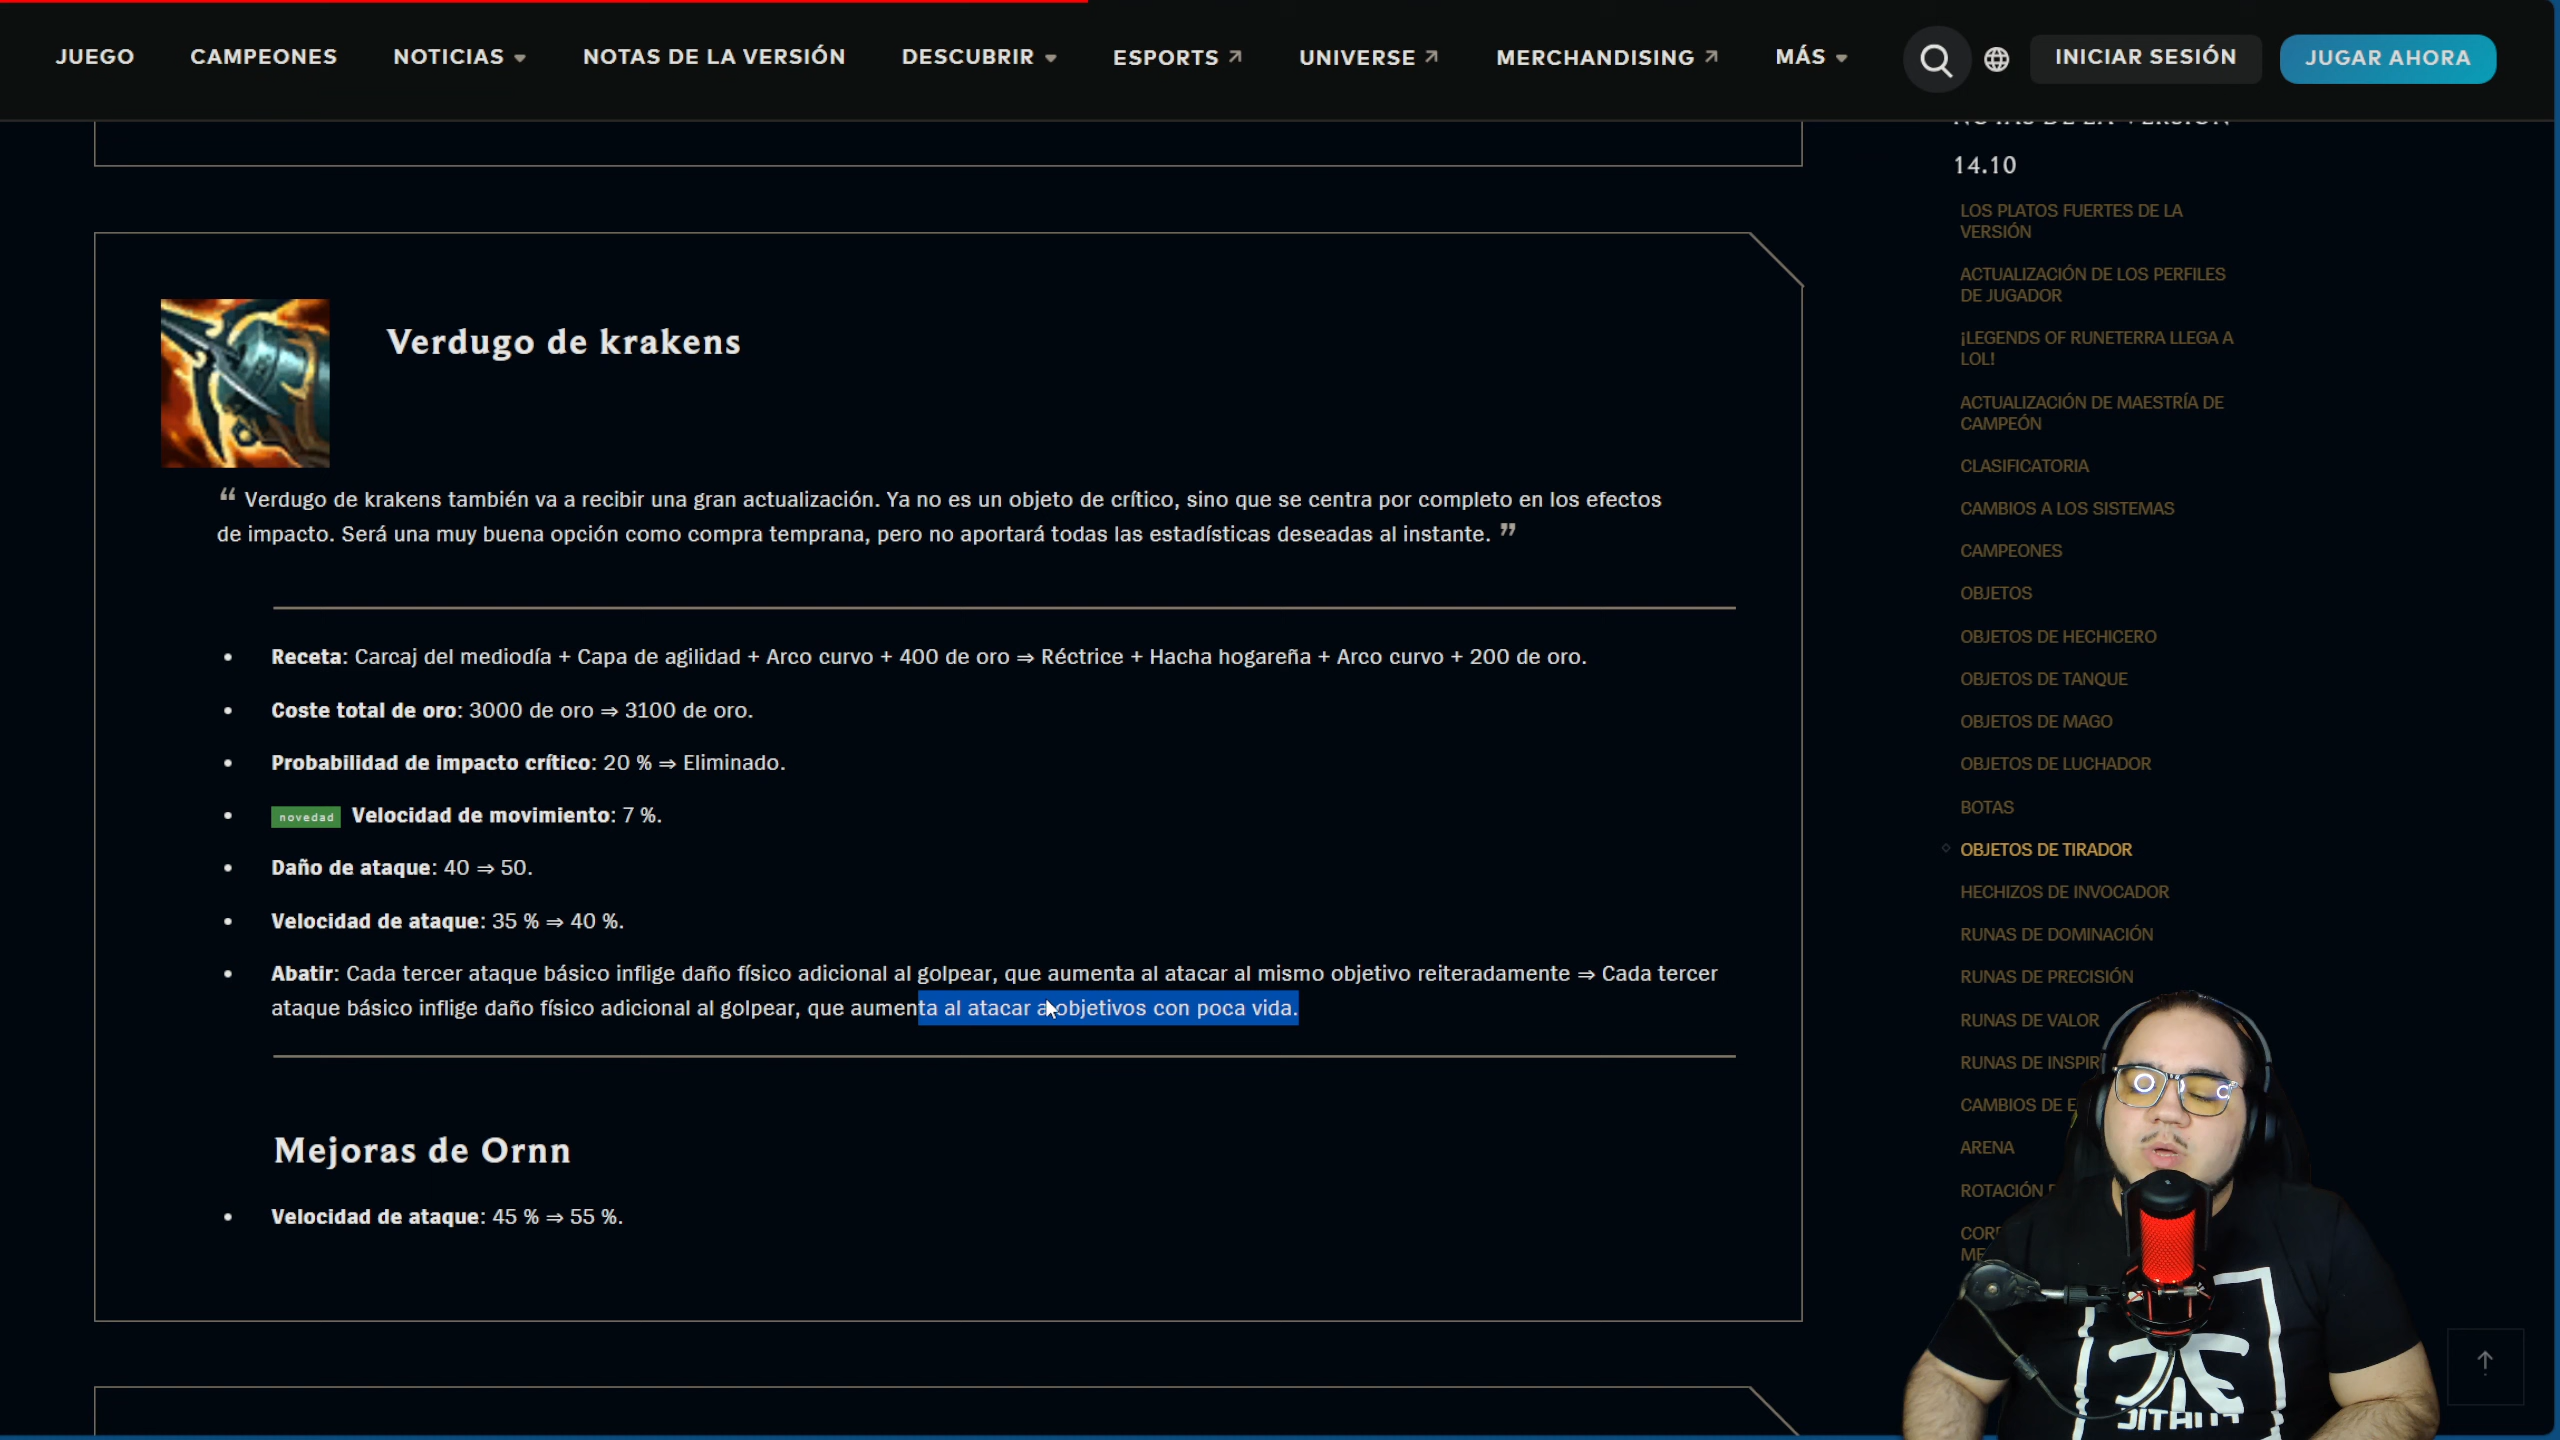 JUEGO CAMPEONES NOTICIAS NOTAS DE LA VERSIÓN DESCUBRIR ESPORTS UNIVERSE MERCHANDISING MÁS INICIAR SESIÓN JUGAR AHORA
Verdugo de krakens
“ Verdugo de krakens también va a recibir una gran actualización. Ya no es un objeto de crítico, sino que se centra por completo en los efectos
de impacto. Será una muy buena opción como compra temprana, pero no aportará todas las estadísticas deseadas al instante. ”
• Receta: Carcaj del mediodía + Capa de agilidad + Arco curvo + 400 de oro ⇒ Réctrice + Hacha hogareña + Arco curvo + 200 de oro.
• Coste total de oro: 3000 de oro ⇒ 3100 de oro.
• Probabilidad de impacto crítico: 20 % ⇒ Eliminado.
• novedad Velocidad de movimiento: 7 %.
• Daño de ataque: 40 ⇒ 50.
• Velocidad de ataque: 35 % ⇒ 40 %.
• Abatir: Cada tercer ataque básico inflige daño físico adicional al golpear, que aumenta al atacar al mismo objetivo reiteradamente ⇒ Cada tercer
ataque básico inflige daño físico adicional al golpear, que aumenta al atacar a objetivos con poca vida.
Mejoras de Ornn
• Velocidad de ataque: 45 % ⇒ 55 %.
NOTAS DE LA VERSIÓN
14.10
LOS PLATOS FUERTES DE LA
VERSIÓN
ACTUALIZACIÓN DE LOS PERFILES
DE JUGADOR
¡LEGENDS OF RUNETERRA LLEGA A
LOL!
ACTUALIZACIÓN DE MAESTRÍA DE
CAMPEÓN
CLASIFICATORIA
CAMBIOS A LOS SISTEMAS
CAMPEONES
OBJETOS
OBJETOS DE HECHICERO
OBJETOS DE TANQUE
OBJETOS DE MAGO
OBJETOS DE LUCHADOR
BOTAS
OBJETOS DE TIRADOR
HECHIZOS DE INVOCADOR
RUNAS DE DOMINACIÓN
RUNAS DE PRECISIÓN
RUNAS DE VALOR
RUNAS DE INSPIR
CAMBIOS DE E
ARENA
ROTACIÓN